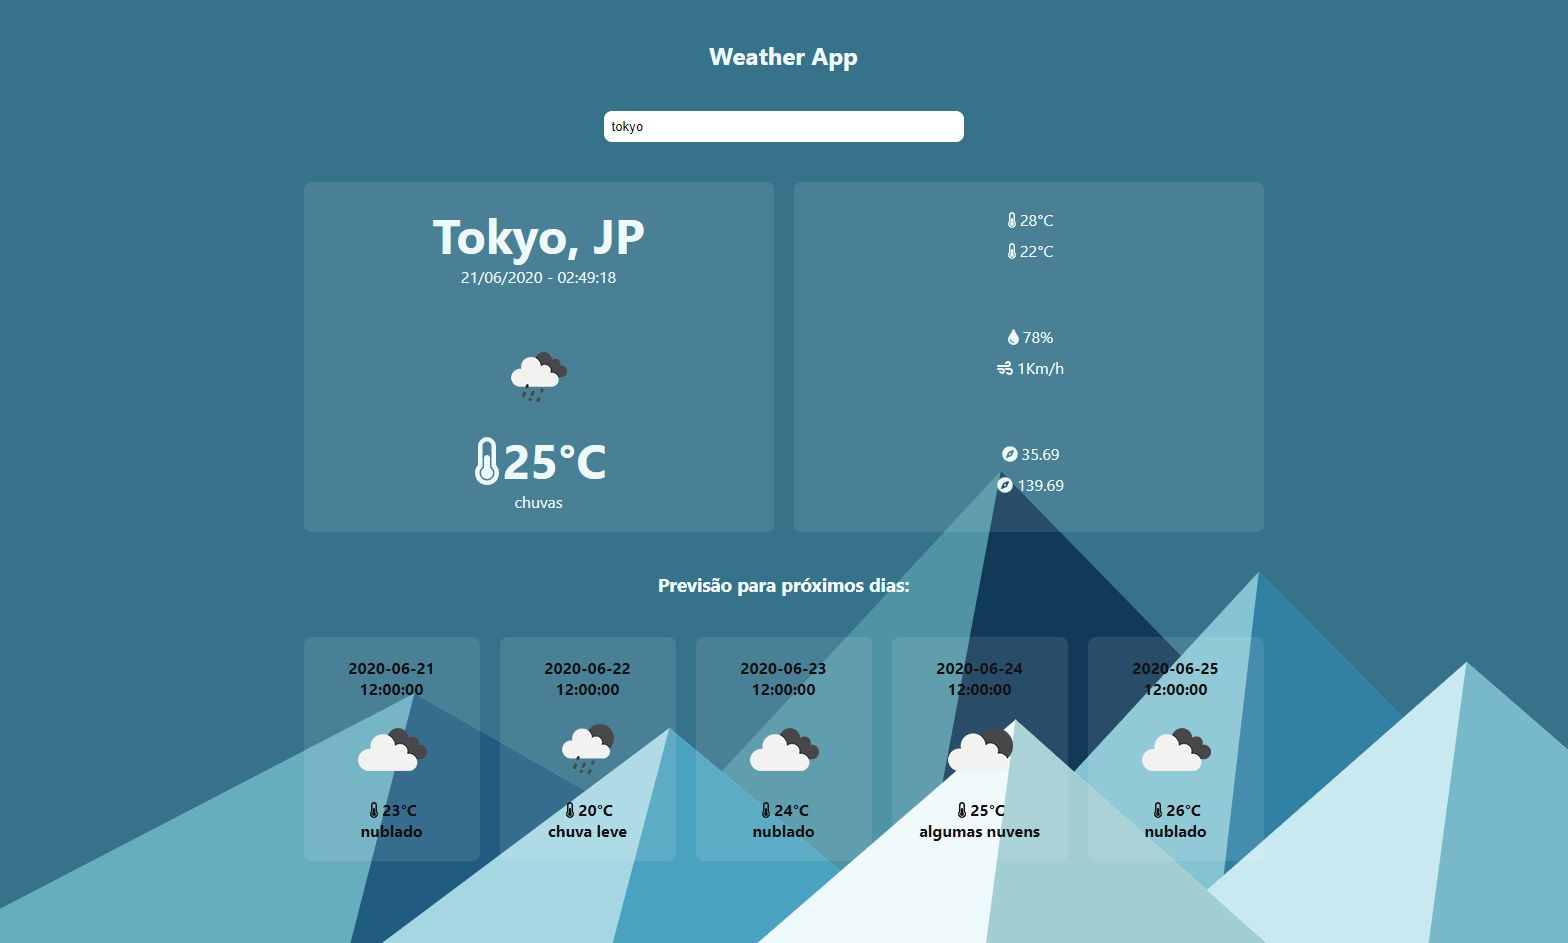 Weather App
tokyo
Tokyo, JP
21/06/2020 - 02:49:18
25°C
chuvas
28°C
22°C
78%
1Km/h
35.69
139.69
Previsão para próximos dias:
2020-06-21
12:00:00
23°C
nublado
2020-06-22
12:00:00
20°C
chuva leve
2020-06-23
12:00:00
24°C
nublado
2020-06-24
12:00:00
25°C
algumas nuvens
2020-06-25
12:00:00
26°C
nublado